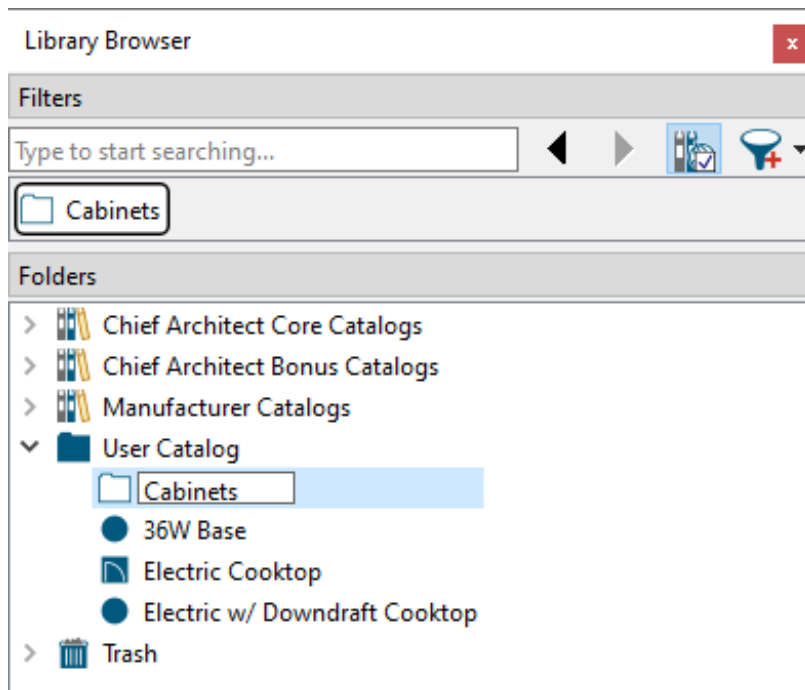 Library Browser
x
Filters
Type to start searching...
Cabinets
Folders
Chief Architect Core Catalogs
Chief Architect Bonus Catalogs
Manufacturer Catalogs
User Catalog
Cabinets
36W Base
Electric Cooktop
Electric w/ Downdraft Cooktop
Trash